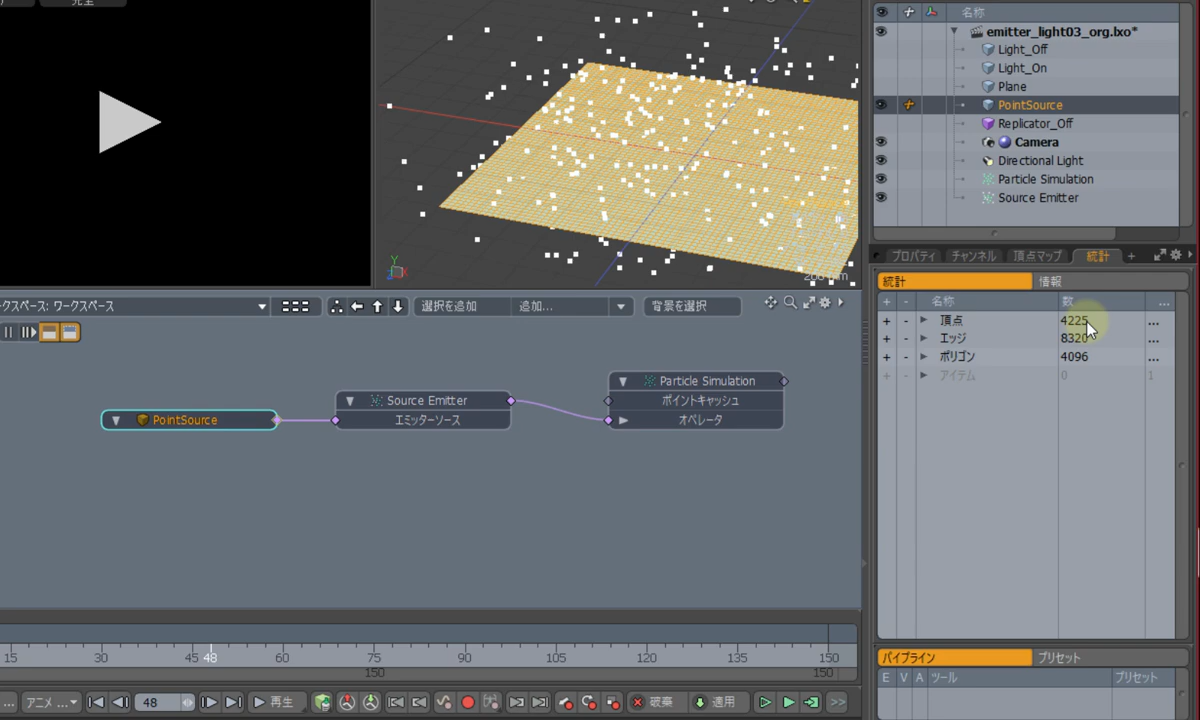 完全
名称
emitter_light03_org.lxo*
Light_Off
Light_On
Plane
PointSource
Replicator_Off
Camera
Directional Light
Particle Simulation
Source Emitter
Y
プロパティ チャンネル 頂点マップ 統計 +
統計 情報
+ - 名称 数 ...
+ - 頂点 4225 ...
+ - エッジ 8320 ...
+ - ポリゴン 4096 ...
+ - アイテム 0 1
クスペース: ワークスペース 選択を追加 追加... 背景を選択
PointSource
Source Emitter
エミッターソース
Particle Simulation
ポイントキャッシュ
オペレータ
パイプライン プリセット
E V A ツール プリセット
15 30 45 48 60 75 90 105 120 135 150
150 150
... アニメ ... 48 再生 破棄 適用 >>